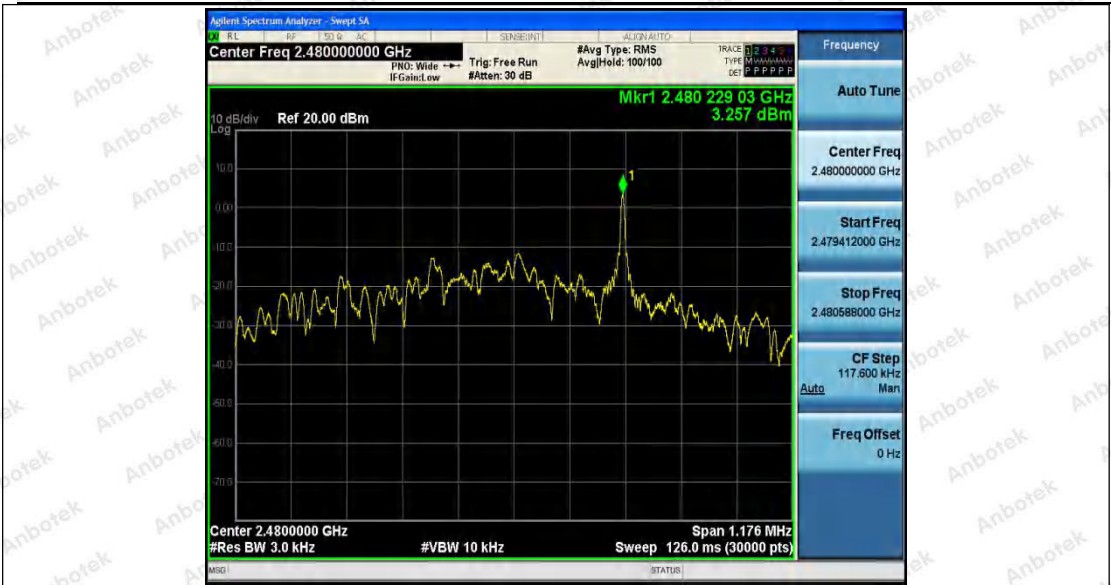 Agilent Spectrum Analyzer - Swept SA
RL RF 50 Ω AC SENSE:INT ALIGN AUTO
Center Freq 2.480000000 GHz
PNO: Wide
IFGain:Low
Trig: Free Run
#Atten: 30 dB
#Avg Type: RMS
Avg|Hold: 100/100
TRACE 1 2 3 4 5 6
TYPE M
DET P P P P P P
Mkr1 2.480 229 03 GHz
3.257 dBm
10 dB/div
Log
Ref 20.00 dBm
10.0
0.00
-10.0
-20.0
-30.0
-40.0
-50.0
-60.0
-70.0
1
Center 2.4800000 GHz
Span 1.176 MHz
#Res BW 3.0 kHz
#VBW 10 kHz
Sweep 126.0 ms (30000 pts)
MSG
STATUS
Frequency
Auto Tune
Center Freq
2.480000000 GHz
Start Freq
2.479412000 GHz
Stop Freq
2.480588000 GHz
CF Step
117.600 kHz
Auto Man
Freq Offset
0 Hz
Anbotek